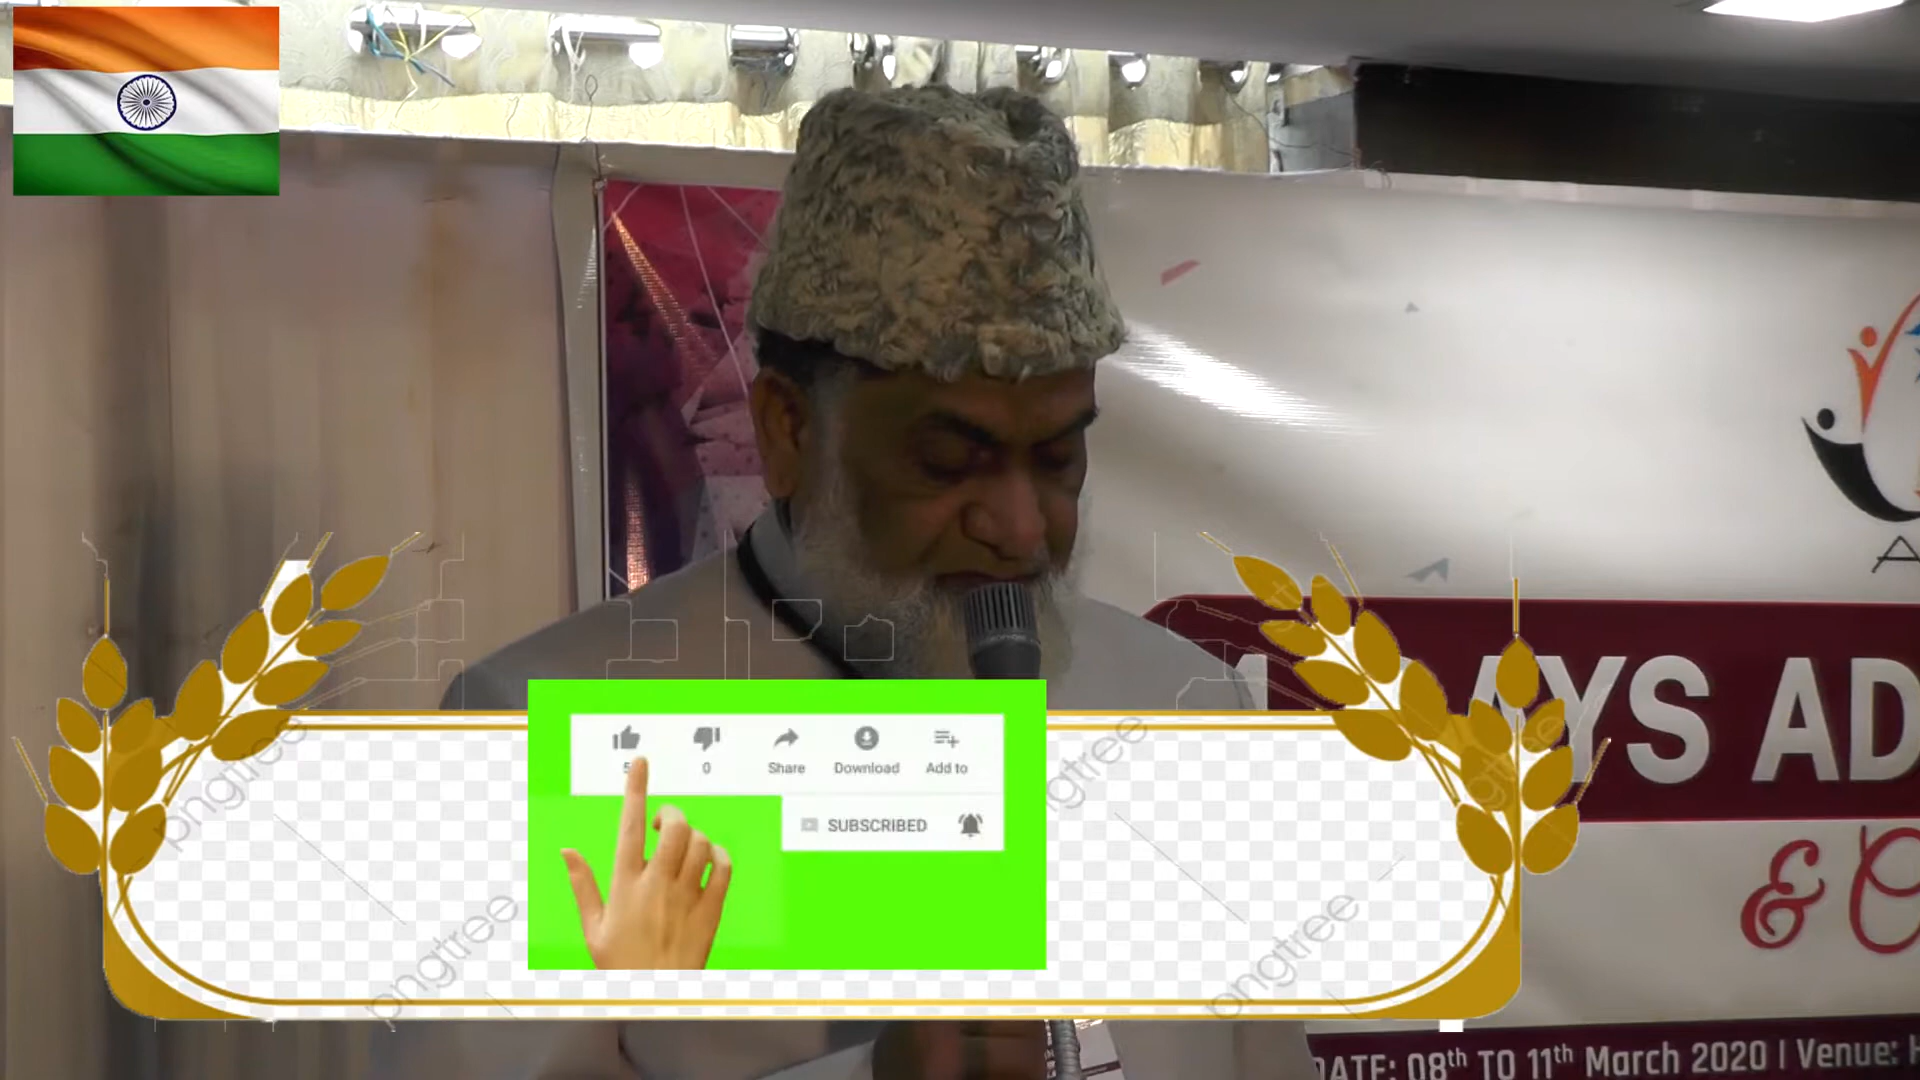 YS AD
&
DATE: 08th TO 11th March 2020 | Venue:
0
Share
Download
Add to
SUBSCRIBED
pngtree
pngtree
pngtree
pngtree